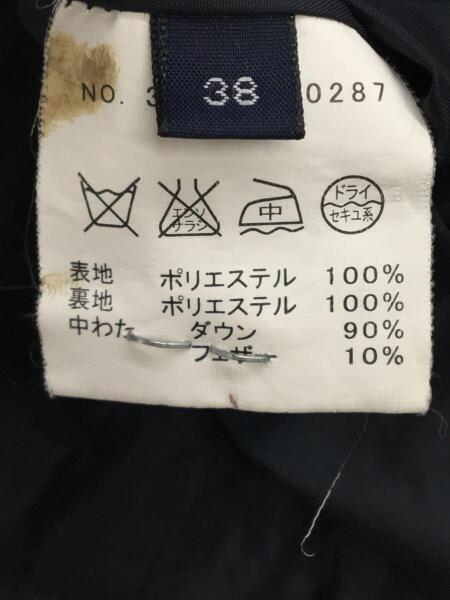 NO. 3 0287
38
エンソ
サラシ
中
ドライ
セキユ系
表地 ポリエステル 100%
裏地 ポリエステル 100%
中わた ダウン 90%
フェザー 10%